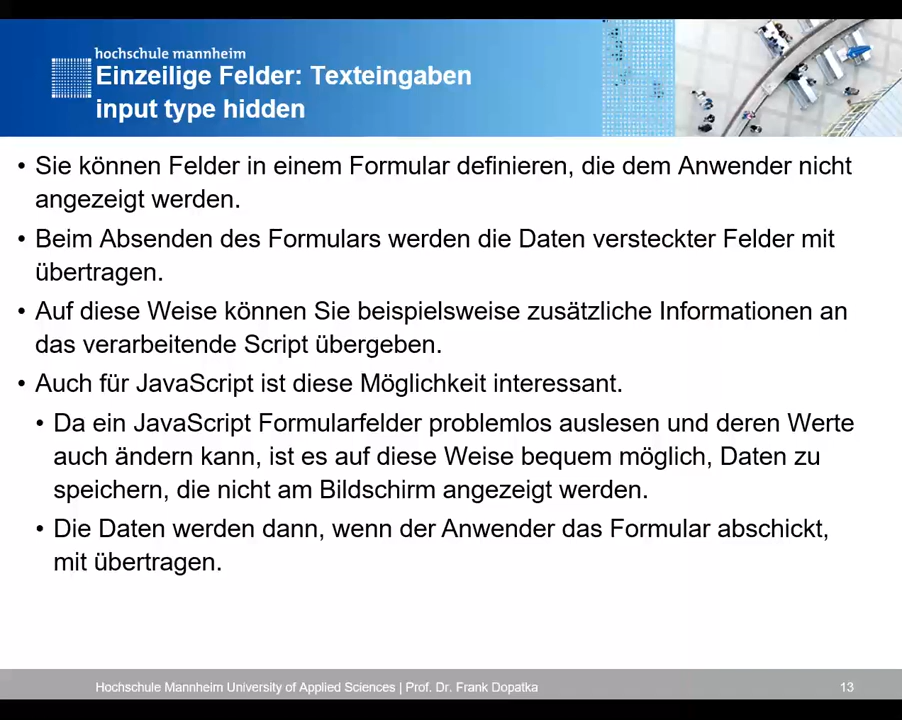 hochschule mannheim
Einzeilige Felder: Texteingaben
input type hidden
• Sie können Felder in einem Formular definieren, die dem Anwender nicht
angezeigt werden.
• Beim Absenden des Formulars werden die Daten versteckter Felder mit
übertragen.
• Auf diese Weise können Sie beispielsweise zusätzliche Informationen an
das verarbeitende Script übergeben.
• Auch für JavaScript ist diese Möglichkeit interessant.
• Da ein JavaScript Formularfelder problemlos auslesen und deren Werte
auch ändern kann, ist es auf diese Weise bequem möglich, Daten zu
speichern, die nicht am Bildschirm angezeigt werden.
• Die Daten werden dann, wenn der Anwender das Formular abschickt,
mit übertragen.
Hochschule Mannheim University of Applied Sciences | Prof. Dr. Frank Dopatka
13